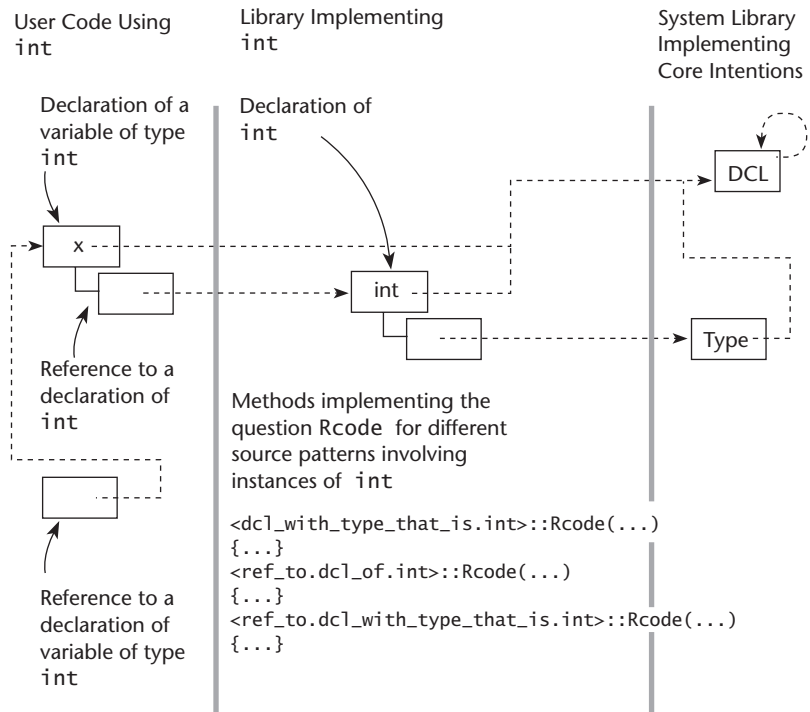 User Code Using
int
Library Implementing
int
System Library
Implementing
Core Intentions
Declaration of a
variable of type
int
Declaration of
int
DCL
x
int
Type
Reference to a
declaration of
int
Methods implementing the
question Rcode for different
source patterns involving
instances of int
<dcl_with_type_that_is.int>::Rcode(...)
{...}
<ref_to.dcl_of.int>::Rcode(...)
{...}
<ref_to.dcl_with_type_that_is.int>::Rcode(...)
{...}
Reference to a
declaration of
variable of type
int